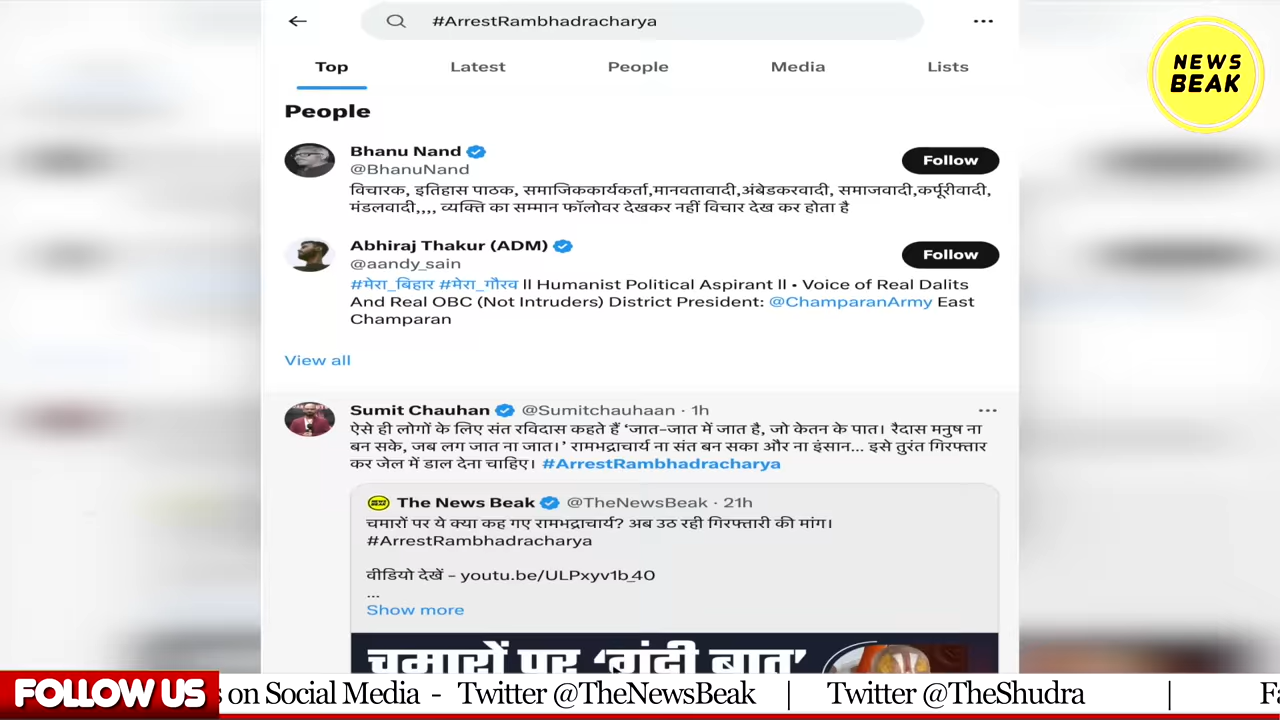 #ArrestRambhadracharya
Top Latest People Media Lists
NEWS
BEAK
People
Bhanu Nand
@BhanuNand
Follow
विचारक, इतिहास पाठक, समाजिककार्यकर्ता,मानवतावादी,अंबेडकरवादी, समाजवादी,कर्पूरीवादी,
मंडलवादी,,,, व्यक्ति का सम्मान फॉलोवर देखकर नहीं विचार देख कर होता है
Abhiraj Thakur (ADM)
@aandy_sain
Follow
#मेरा_बिहार #मेरा_गौरव ll Humanist Political Aspirant ll • Voice of Real Dalits
And Real OBC (Not Intruders) District President: @ChamparanArmy East
Champaran
View all
Sumit Chauhan @Sumitchauhaan · 1h
ऐसे ही लोगों के लिए संत रविदास कहते हैं ‘जात-जात में जात है, जो केतन के पात। रैदास मनुष ना
बन सके, जब लग जात ना जात।’ रामभद्राचार्य ना संत बन सका और ना इंसान... इसे तुरंत गिरफ्तार
कर जेल में डाल देना चाहिए। #ArrestRambhadracharya
The News Beak @TheNewsBeak · 21h
चमारों पर ये क्या कह गए रामभद्राचार्य? अब उठ रही गिरफ्तारी की मांग।
#ArrestRambhadracharya
वीडियो देखें – youtu.be/ULPxyv1b_40
...
Show more
चमारों पर ‘गंदी बात’
FOLLOW US s on Social Media - Twitter @TheNewsBeak | Twitter @TheShudra | Fa